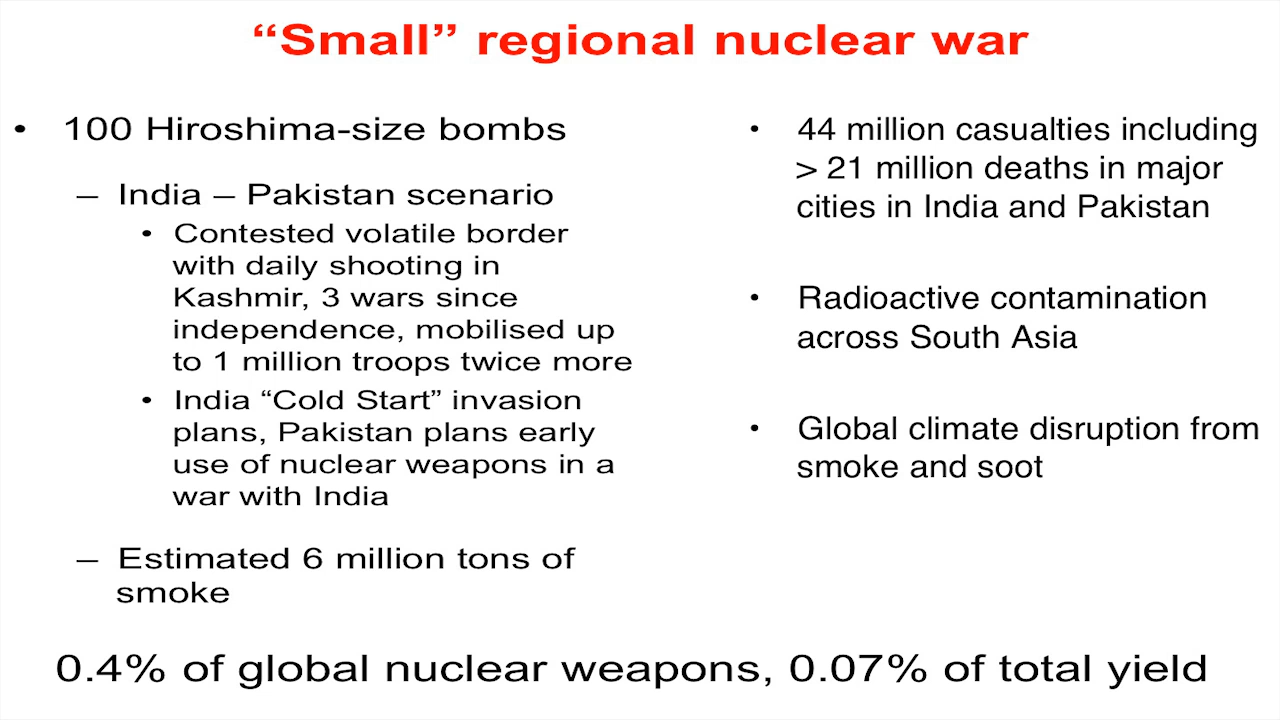 “Small” regional nuclear war
• 100 Hiroshima-size bombs
– India – Pakistan scenario
• Contested volatile border
with daily shooting in
Kashmir, 3 wars since
independence, mobilised up
to 1 million troops twice more
• India “Cold Start” invasion
plans, Pakistan plans early
use of nuclear weapons in a
war with India
– Estimated 6 million tons of
smoke
• 44 million casualties including
> 21 million deaths in major
cities in India and Pakistan
• Radioactive contamination
across South Asia
• Global climate disruption from
smoke and soot
0.4% of global nuclear weapons, 0.07% of total yield